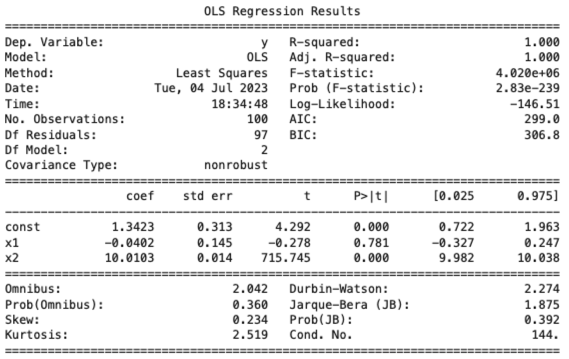 OLS Regression Results
==============================================================================
Dep. Variable: y R-squared: 1.000
Model: OLS Adj. R-squared: 1.000
Method: Least Squares F-statistic: 4.020e+06
Date: Tue, 04 Jul 2023 Prob (F-statistic): 2.83e-239
Time: 18:34:48 Log-Likelihood: -146.51
No. Observations: 100 AIC: 299.0
Df Residuals: 97 BIC: 306.8
Df Model: 2
Covariance Type: nonrobust
==============================================================================
coef std err t P>|t| [0.025 0.975]
------------------------------------------------------------------------------
const 1.3423 0.313 4.292 0.000 0.722 1.963
x1 -0.0402 0.145 -0.278 0.781 -0.327 0.247
x2 10.0103 0.014 715.745 0.000 9.982 10.038
==============================================================================
Omnibus: 2.042 Durbin-Watson: 2.274
Prob(Omnibus): 0.360 Jarque-Bera (JB): 1.875
Skew: 0.234 Prob(JB): 0.392
Kurtosis: 2.519 Cond. No. 144.
==============================================================================